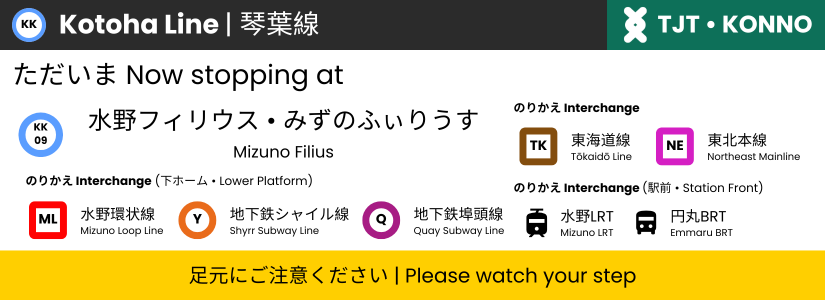 KK Kotoha Line | 琴葉線 TJT • KONNO
ただいま Now stopping at
KK 09
水野フィリウス • みずのふぃりうす
Mizuno Filius
のりかえ Interchange
TK 東海道線 Tōkaidō Line
NE 東北本線 Northeast Mainline
のりかえ Interchange (下ホーム • Lower Platform)
ML 水野環状線 Mizuno Loop Line
Y 地下鉄シャイル線 Shyrr Subway Line
Q 地下鉄埠頭線 Quay Subway Line
のりかえ Interchange (駅前 • Station Front)
水野LRT Mizuno LRT
円丸BRT Emmaru BRT
足元にご注意ください | Please watch your step